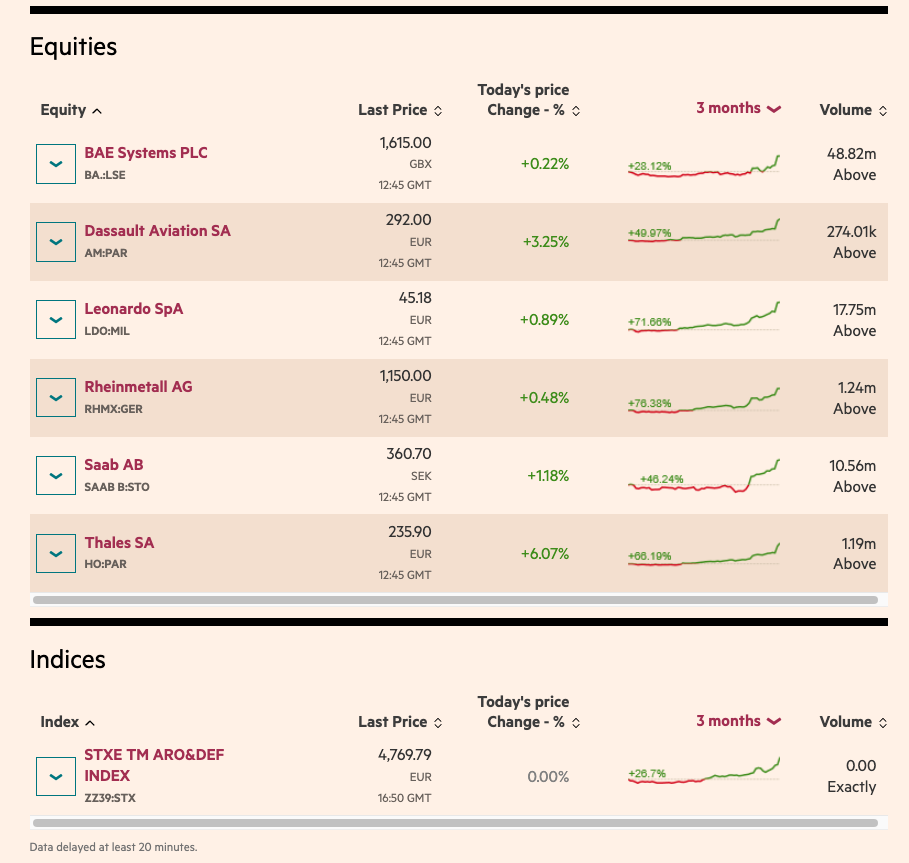 Equities
Equity
Last Price
Today's price
Change - %
3 months
Volume
BAE Systems PLC
BA.:LSE
1,615.00
GBX
12:45 GMT
+0.22%
+28.12%
48.82m
Above
Dassault Aviation SA
AM:PAR
292.00
EUR
12:45 GMT
+3.25%
+49.97%
274.01k
Above
Leonardo SpA
LDO:MIL
45.18
EUR
12:45 GMT
+0.89%
+71.66%
17.75m
Above
Rheinmetall AG
RHMX:GER
1,150.00
EUR
12:45 GMT
+0.48%
+76.38%
1.24m
Above
Saab AB
SAAB B:STO
360.70
SEK
12:45 GMT
+1.18%
+46.24%
10.56m
Above
Thales SA
HO:PAR
235.90
EUR
12:45 GMT
+6.07%
+66.19%
1.19m
Above
Indices
Index
Last Price
Today's price
Change - %
3 months
Volume
STXE TM ARO&DEF
INDEX
ZZ39:STX
4,769.79
EUR
16:50 GMT
0.00%
+26.7%
0.00
Exactly
Data delayed at least 20 minutes.